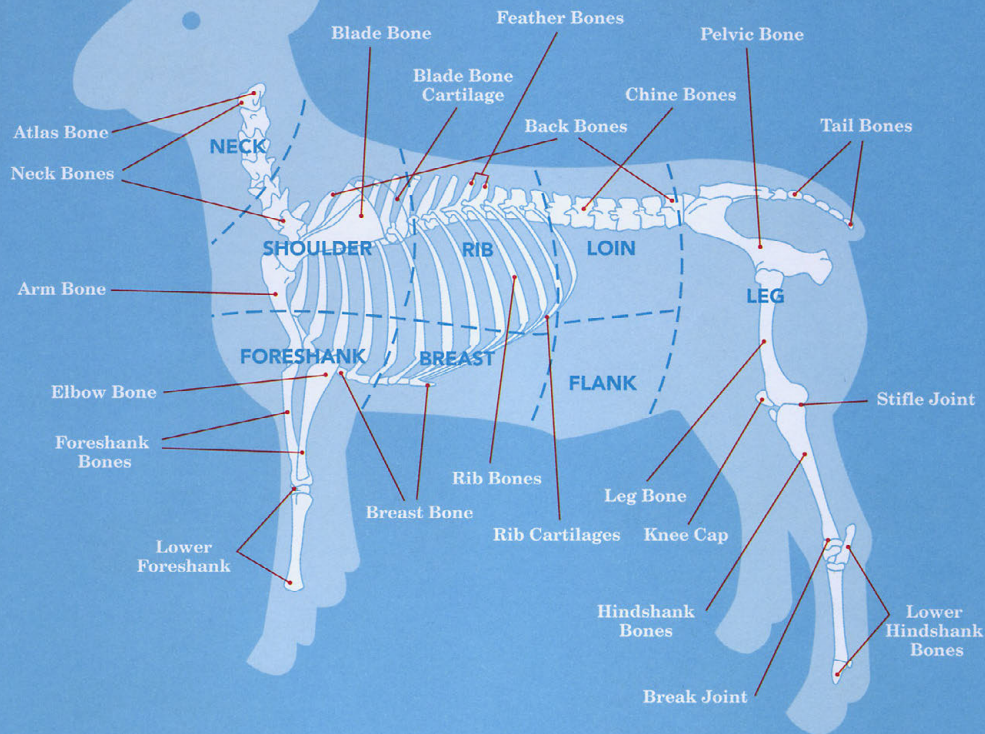 Feather Bones
Blade Bone
Pelvic Bone
Blade Bone
Cartilage
Chine Bones
Back Bones
Tail Bones
Atlas Bone
NECK
Neck Bones
SHOULDER
RIB
LOIN
Arm Bone
LEG
FORESHANK
BREAST
FLANK
Elbow Bone
Stifle Joint
Foreshank
Bones
Rib Bones
Leg Bone
Breast Bone
Rib Cartilages
Knee Cap
Lower
Foreshank
Hindshank
Bones
Lower
Hindshank
Bones
Break Joint